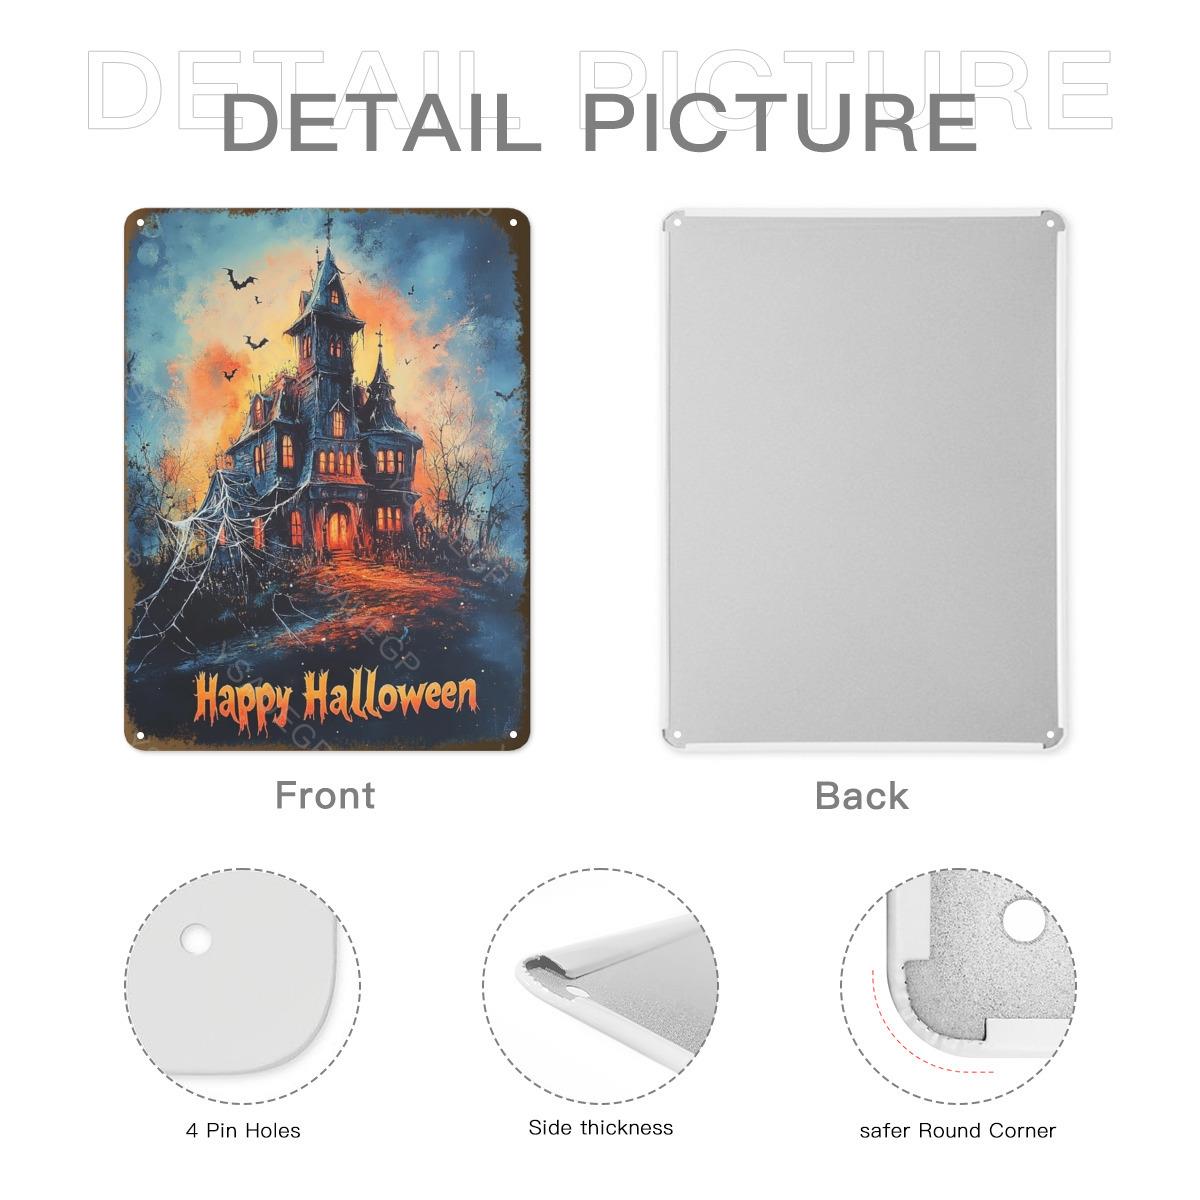 DETAIL PICTURE
DETAIL PICTURE
Happy Halloween
Front
Back
4 Pin Holes
Side thickness
safer Round Corner